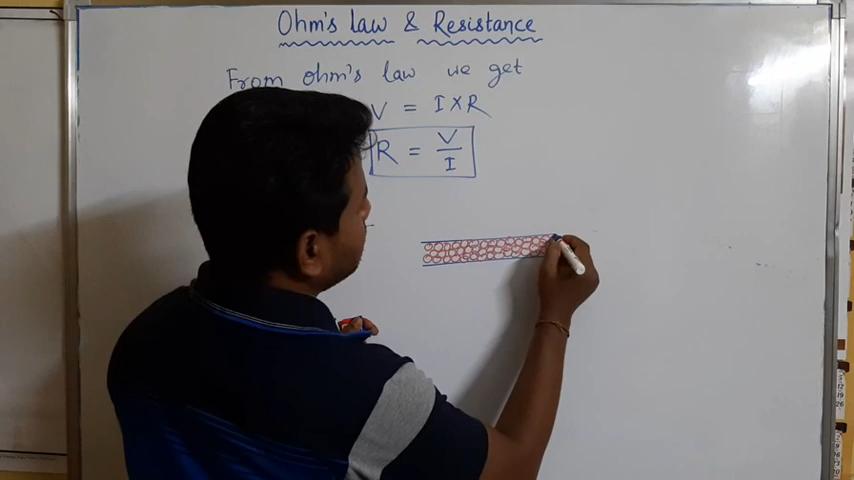 Ohm's law & Resistance
From ohm's law we get
V = I X R
R = V/I